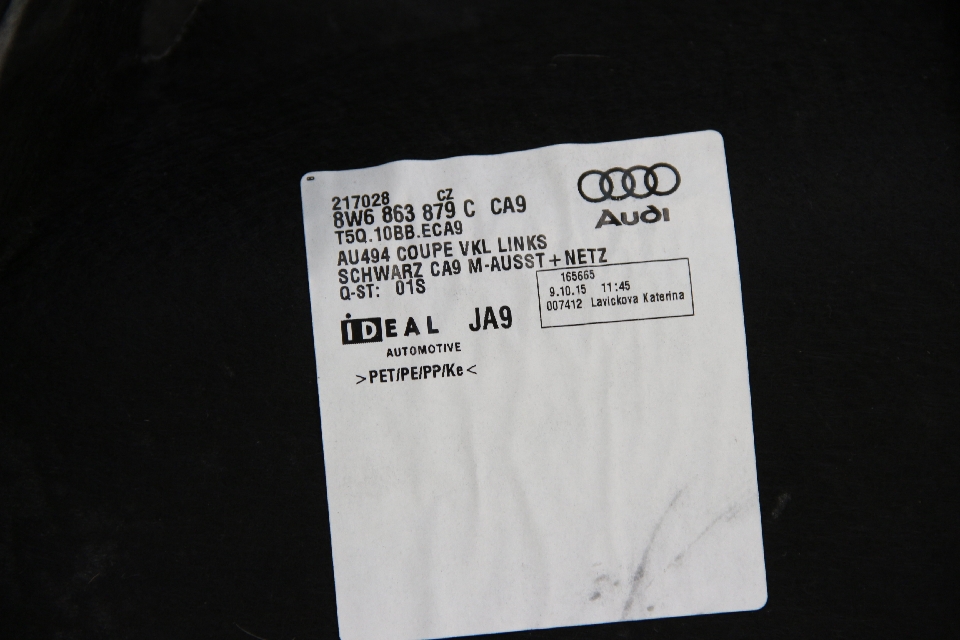 217028 CZ
8W6 863 879 C CA9
T5Q.10BB.ECA9
AU494 COUPE VKL LINKS
SCHWARZ CA9 M-AUSST+NETZ
Q-ST: 01S
Audi
165665
9.10.15 11:45
007412 Lavickova Katerina
iDEAL JA9
AUTOMOTIVE
>PET/PE/PP/Ke<